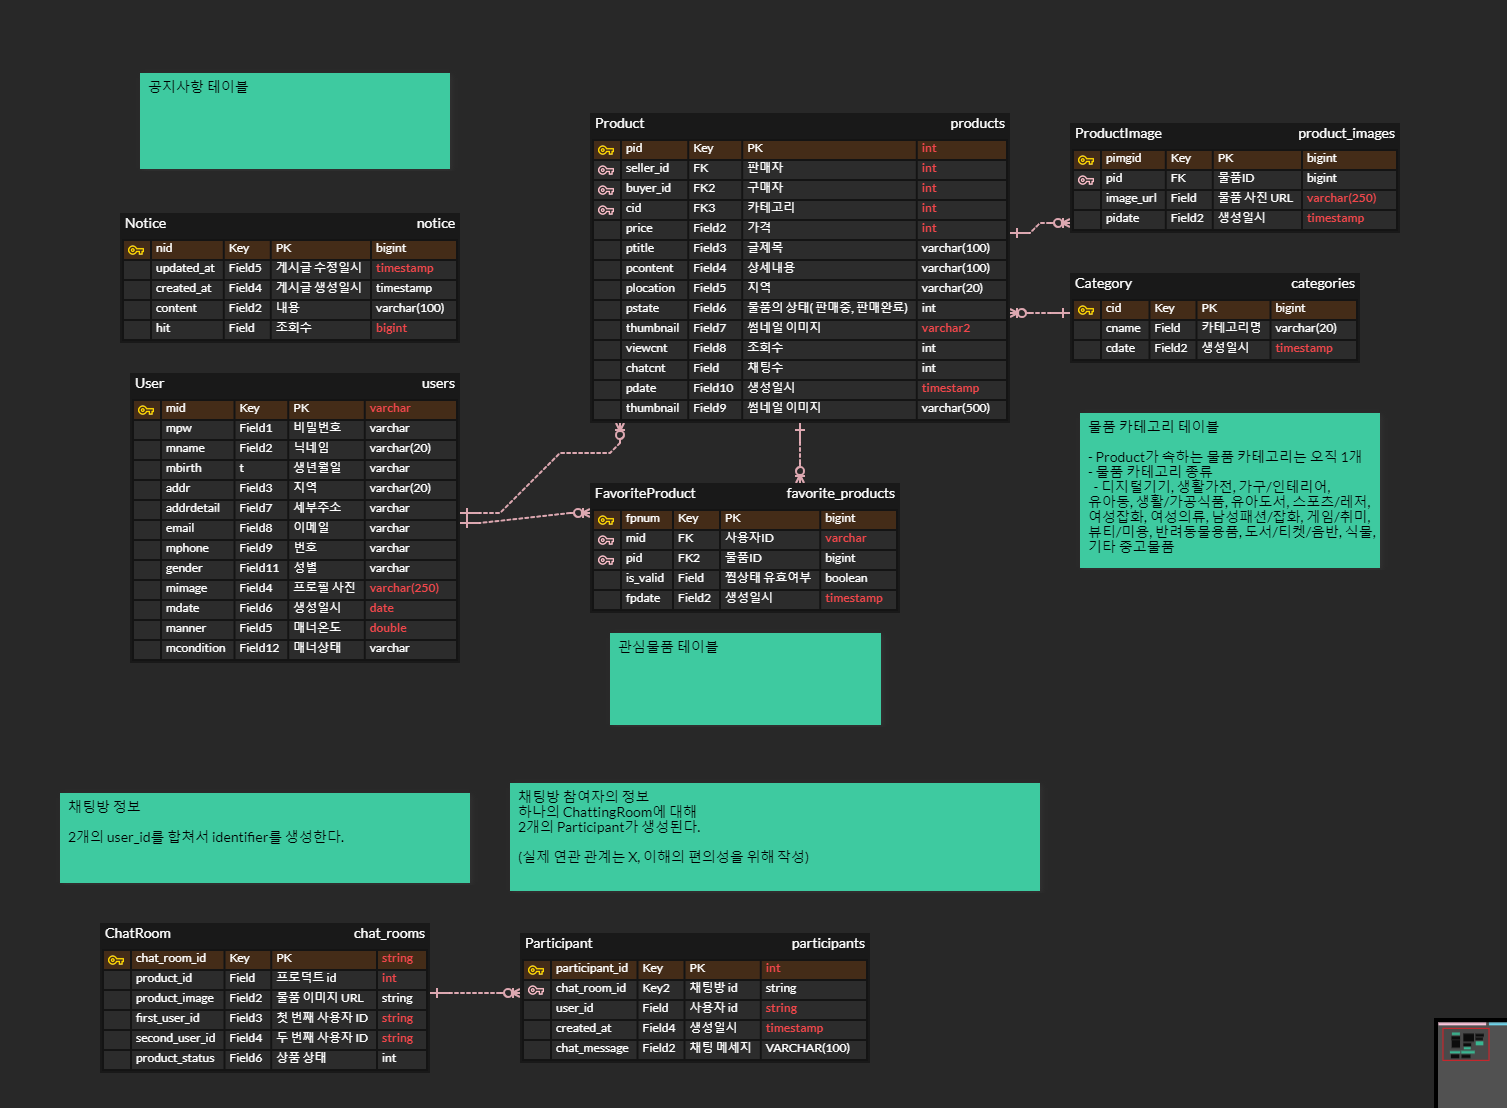 공지사항 테이블
Notice notice
nid Key PK bigint
updated_at Field5 게시글 수정일시 timestamp
created_at Field4 게시글 생성일시 timestamp
content Field2 내용 varchar(100)
hit Field 조회수 bigint
User users
mid Key PK varchar
mpw Field1 비밀번호 varchar
mname Field2 닉네임 varchar(20)
mbirth t 생년월일 varchar
addr Field3 지역 varchar(20)
addrdetail Field7 세부주소 varchar
email Field8 이메일 varchar
mphone Field9 번호 varchar
gender Field11 성별 varchar
mimage Field4 프로필 사진 varchar(250)
mdate Field6 생성일시 date
manner Field5 매너온도 double
mcondition Field12 매너상태 varchar
Product products
pid Key PK int
seller_id FK 판매자 int
buyer_id FK2 구매자 int
cid FK3 카테고리 int
price Field2 가격 int
ptitle Field3 글제목 varchar(100)
pcontent Field4 상세내용 varchar(100)
plocation Field5 지역 varchar(20)
pstate Field6 물품의 상태(판매중, 판매완료) int
thumbnail Field7 썸네일 이미지 varchar2
viewcnt Field8 조회수 int
chatcnt Field 채팅수 int
pdate Field10 생성일시 timestamp
thumbnail Field9 썸네일 이미지 varchar(500)
ProductImage product_images
pimgid Key PK bigint
pid FK 물품ID bigint
image_url Field 물품 사진 URL varchar(250)
pidate Field2 생성일시 timestamp
Category categories
cid Key PK bigint
cname Field 카테고리명 varchar(20)
cdate Field2 생성일시 timestamp
물품 카테고리 테이블
- Product가 속하는 물품 카테고리는 오직 1개
- 물품 카테고리 종류
- 디지털기기, 생활가전, 가구/인테리어,
유아동, 생활/가공식품, 유아도서, 스포츠/레저,
여성잡화, 여성의류, 남성패션/잡화, 게임/취미,
뷰티/미용, 반려동물용품, 도서/티켓/음반, 식물,
기타 중고물품
FavoriteProduct favorite_products
fpnum Key PK bigint
mid FK 사용자ID varchar
pid FK2 물품ID bigint
is_valid Field 찜상태 유효여부 boolean
fpdate Field2 생성일시 timestamp
관심물품 테이블
채팅방 정보
2개의 user_id를 합쳐서 identifier를 생성한다.
채팅방 참여자의 정보
하나의 ChattingRoom에 대해
2개의 Participant가 생성된다.
(실제 연관 관계는 X, 이해의 편의성을 위해 작성)
ChatRoom chat_rooms
chat_room_id Key PK string
product_id Field 프로덕트 id int
product_image Field2 물품 이미지 URL string
first_user_id Field3 첫 번째 사용자 ID string
second_user_id Field4 두 번째 사용자 ID string
product_status Field6 상품 상태 int
Participant participants
participant_id Key PK int
chat_room_id Key2 채팅방 id string
user_id Field 사용자 id string
created_at Field4 생성일시 timestamp
chat_message Field2 채팅 메세지 VARCHAR(100)